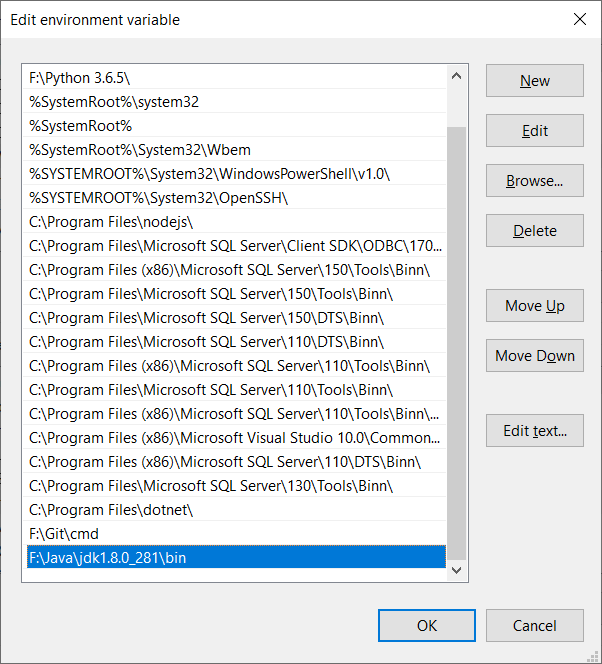 Edit environment variable
F:\Python 3.6.5\
%SystemRoot%\system32
%SystemRoot%
%SystemRoot%\System32\Wbem
%SYSTEMROOT%\System32\WindowsPowerShell\v1.0\
%SYSTEMROOT%\System32\OpenSSH\
C:\Program Files\nodejs\
C:\Program Files\Microsoft SQL Server\Client SDK\ODBC\170...
C:\Program Files (x86)\Microsoft SQL Server\150\Tools\Binn\
C:\Program Files\Microsoft SQL Server\150\Tools\Binn\
C:\Program Files\Microsoft SQL Server\150\DTS\Binn\
C:\Program Files\Microsoft SQL Server\110\DTS\Binn\
C:\Program Files (x86)\Microsoft SQL Server\110\Tools\Binn\
C:\Program Files\Microsoft SQL Server\110\Tools\Binn\
C:\Program Files (x86)\Microsoft SQL Server\110\Tools\Binn\...
C:\Program Files (x86)\Microsoft Visual Studio 10.0\Common...
C:\Program Files (x86)\Microsoft SQL Server\110\DTS\Binn\
C:\Program Files\Microsoft SQL Server\130\Tools\Binn\
C:\Program Files\dotnet\
F:\Git\cmd
F:\Java\jdk1.8.0_281\bin
New
Edit
Browse...
Delete
Move Up
Move Down
Edit text...
OK
Cancel